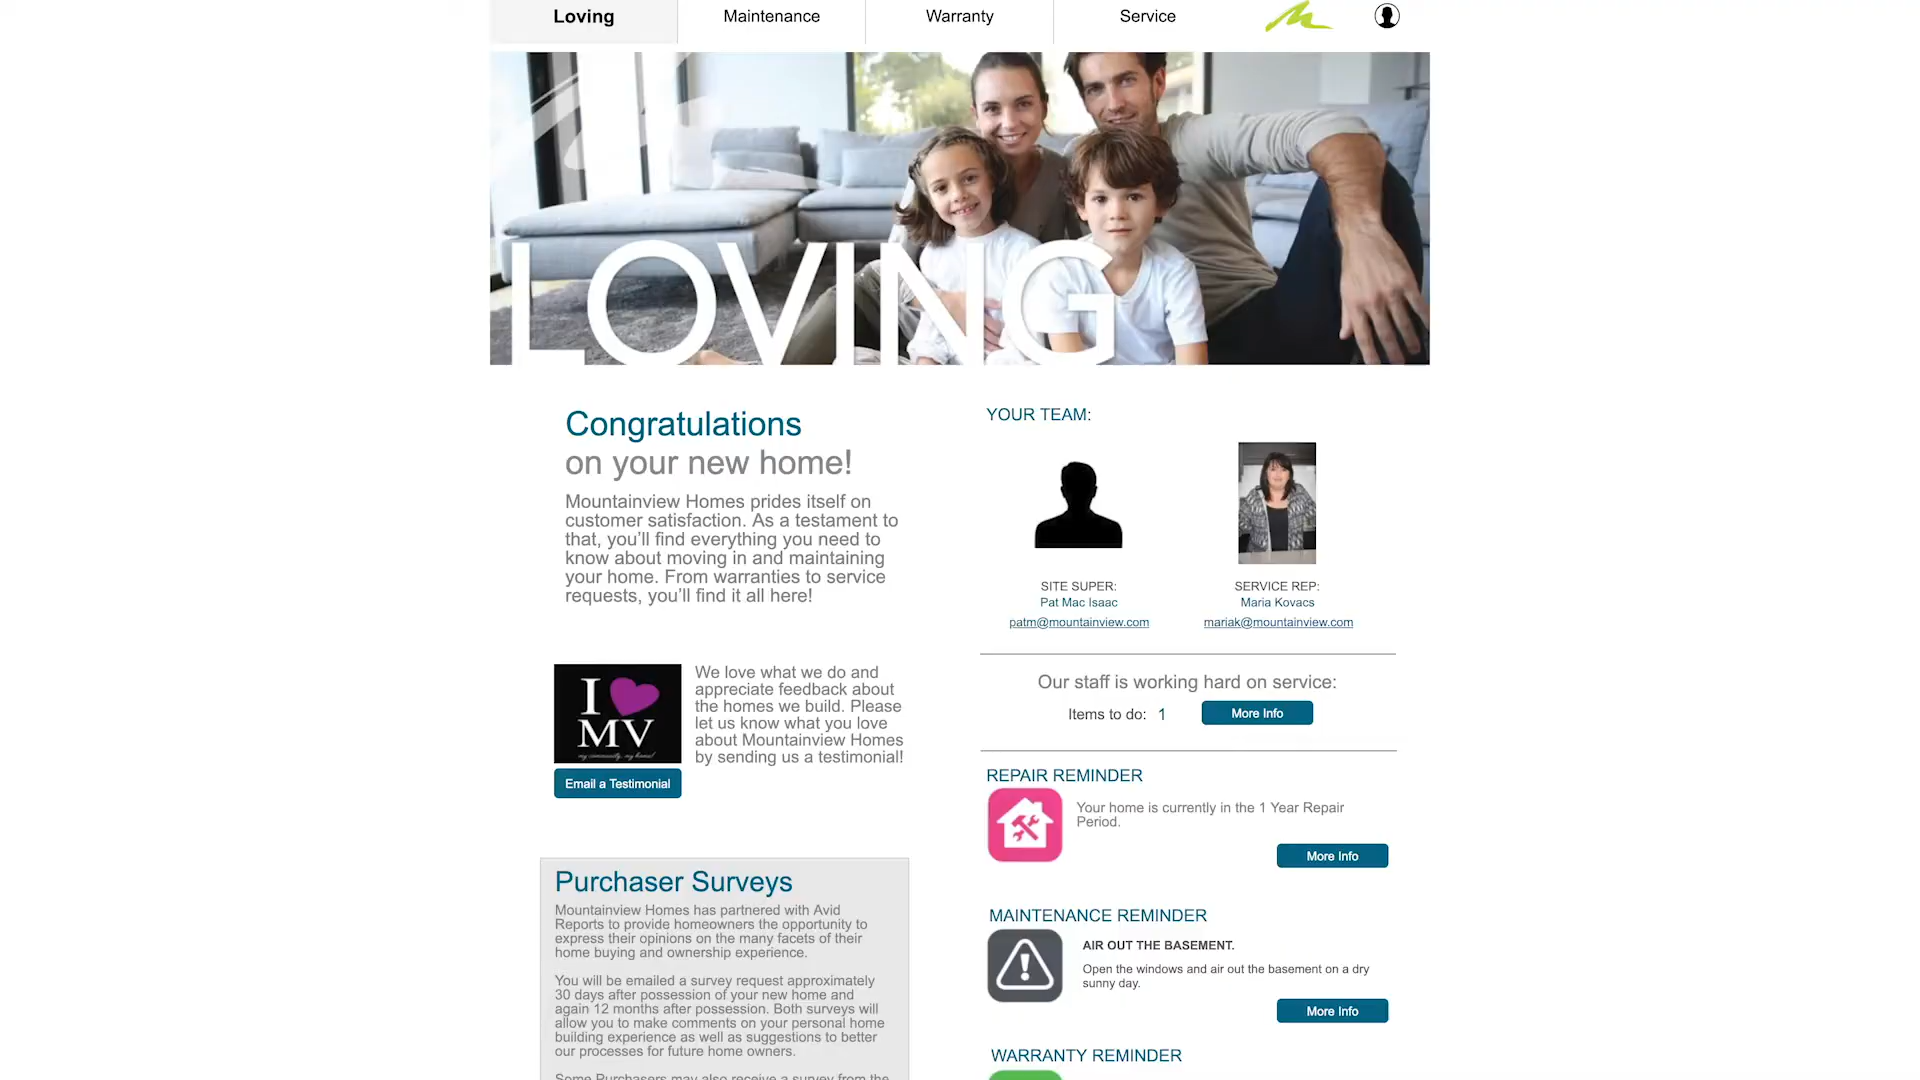 Loving
Maintenance
Warranty
Service
LOVING
Congratulations
on your new home!
Mountainview Homes prides itself on
customer satisfaction. As a testament to
that, you'll find everything you need to
know about moving in and maintaining
your home. From warranties to service
requests, you'll find it all here!
I
MV
my community, my home!
We love what we do and
appreciate feedback about
the homes we build. Please
let us know what you love
about Mountainview Homes
by sending us a testimonial!
Email a Testimonial
Purchaser Surveys
Mountainview Homes has partnered with Avid
Reports to provide homeowners the opportunity to
express their opinions on the many facets of their
home buying and ownership experience.
You will be emailed a survey request approximately
30 days after possession of your new home and
again 12 months after possession. Both surveys will
allow you to make comments on your personal home
building experience as well as suggestions to better
our processes for future home owners.
Some Purchasers may also receive a survey from the
YOUR TEAM:
SITE SUPER:
Pat Mac Isaac
patm@mountainview.com
SERVICE REP:
Maria Kovacs
mariak@mountainview.com
Our staff is working hard on service:
Items to do: 1
More Info
REPAIR REMINDER
Your home is currently in the 1 Year Repair
Period.
More Info
MAINTENANCE REMINDER
AIR OUT THE BASEMENT.
Open the windows and air out the basement on a dry
sunny day.
More Info
WARRANTY REMINDER